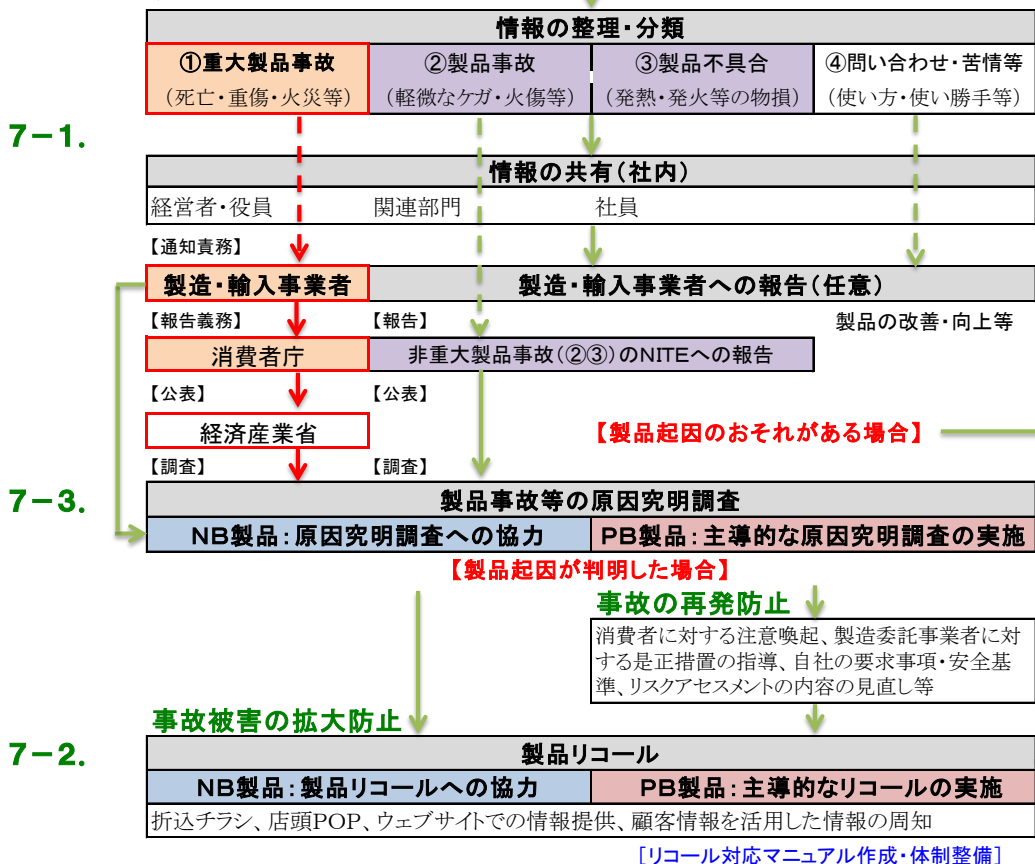 情報の整理・分類
①重大製品事故 ②製品事故 ③製品不具合 ④問い合わせ・苦情等
（死亡・重傷・火災等） （軽微なケガ・火傷等） （発熱・発火等の物損） （使い方・使い勝手等）
７－１．
情報の共有（社内）
経営者・役員 関連部門 社員
【通知責務】
製造・輸入事業者 製造・輸入事業者への報告（任意）
【報告義務】 【報告】 製品の改善・向上等
消費者庁 非重大製品事故（②③）のNITEへの報告
【公表】 【公表】
経済産業省 【製品起因のおそれがある場合】
【調査】 【調査】
７－３．
製品事故等の原因究明調査
ＮＢ製品：原因究明調査への協力 ＰＢ製品：主導的な原因究明調査の実施
【製品起因が判明した場合】
事故の再発防止
消費者に対する注意喚起、製造委託事業者に対
する是正措置の指導、自社の要求事項・安全基
準、リスクアセスメントの内容の見直し等
事故被害の拡大防止
７－２．
製品リコール
ＮＢ製品：製品リコールへの協力 ＰＢ製品：主導的なリコールの実施
折込チラシ、店頭POP、ウェブサイトでの情報提供、顧客情報を活用した情報の周知
［リコール対応マニュアル作成・体制整備］